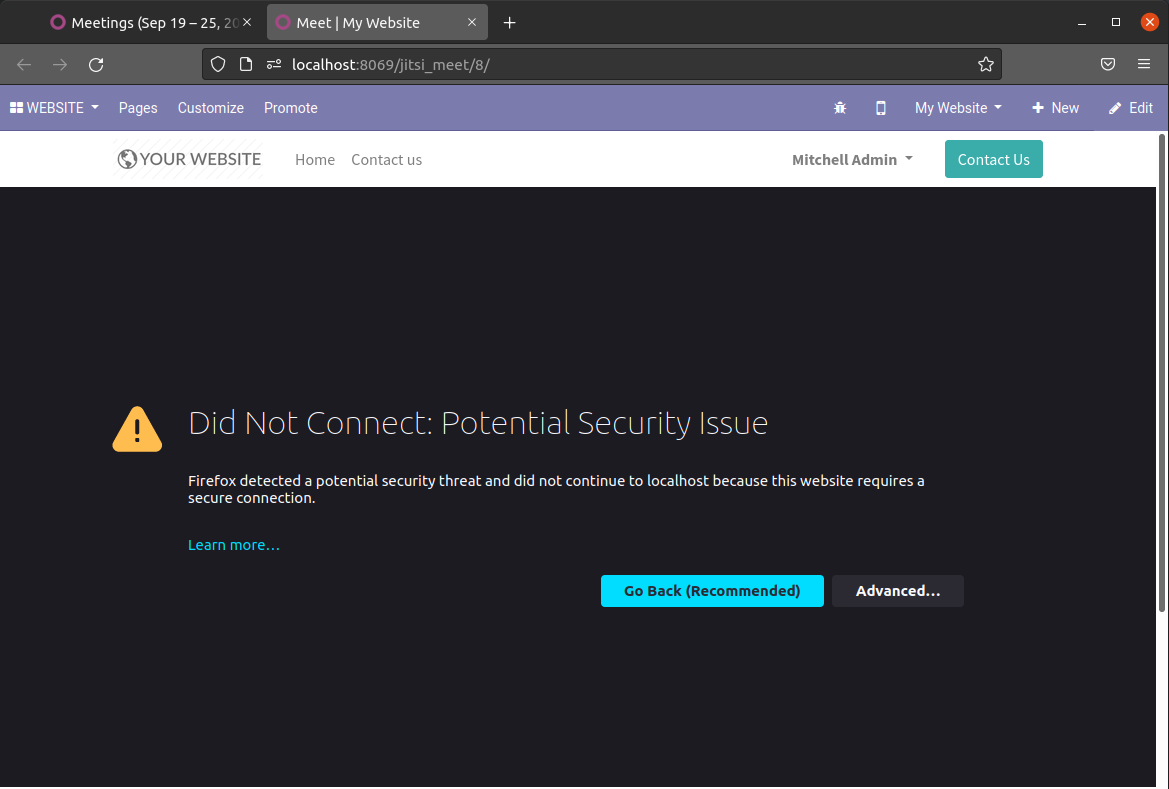 Meetings (Sep 19 – 25, 20
Meet | My Website
localhost:8069/jitsi_meet/8/
WEBSITE Pages Customize Promote My Website New Edit
YOUR WEBSITE Home Contact us Mitchell Admin Contact Us
Did Not Connect: Potential Security Issue
Firefox detected a potential security threat and did not continue to localhost because this website requires a
secure connection.
Learn more…
Go Back (Recommended) Advanced…